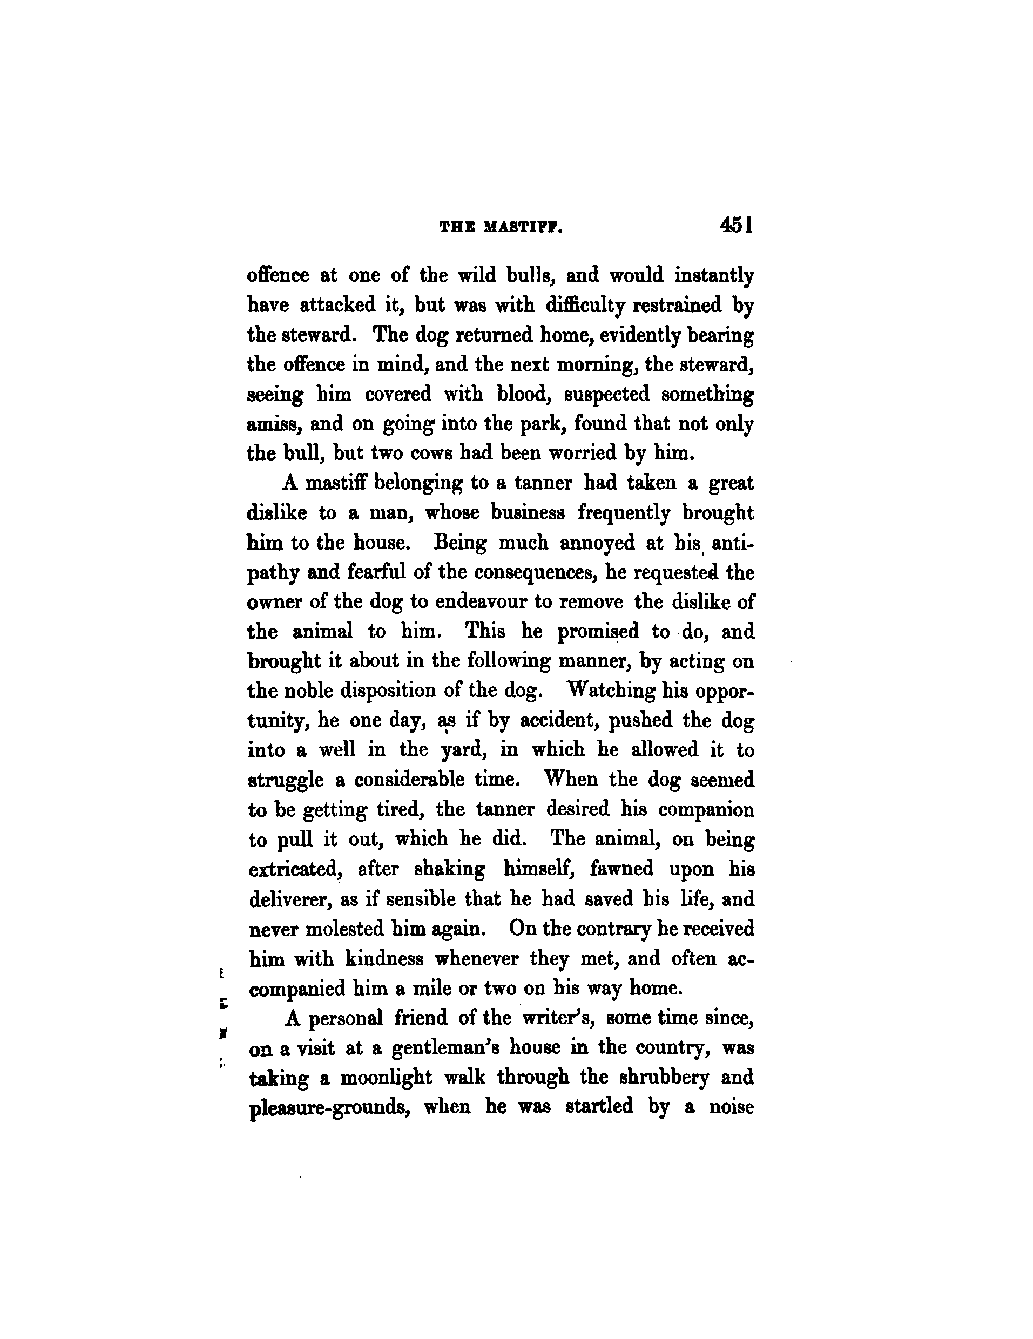 THE MASTIFF. 451
offence at one of the wild bulls, and would instantly
have attacked it, but was with difficulty restrained by
the steward. The dog returned home, evidently bearing
the offence in mind, and the next morning, the steward,
seeing him covered with blood, suspected something
amiss, and on going into the park, found that not only
the bull, but two cows had been worried by him.
A mastiff belonging to a tanner had taken a great
dislike to a man, whose business frequently brought
him to the house. Being much annoyed at his anti-
pathy and fearful of the consequences, he requested the
owner of the dog to endeavour to remove the dislike of
the animal to him. This he promised to do, and
brought it about in the following manner, by acting on
the noble disposition of the dog. Watching his oppor-
tunity, he one day, as if by accident, pushed the dog
into a well in the yard, in which he allowed it to
struggle a considerable time. When the dog seemed
to be getting tired, the tanner desired his companion
to pull it out, which he did. The animal, on being
extricated, after shaking himself, fawned upon his
deliverer, as if sensible that he had saved his life, and
never molested him again. On the contrary he received
him with kindness whenever they met, and often ac-
companied him a mile or two on his way home.
A personal friend of the writer's, some time since,
on a visit at a gentleman's house in the country, was
taking a moonlight walk through the shrubbery and
pleasure-grounds, when he was startled by a noise